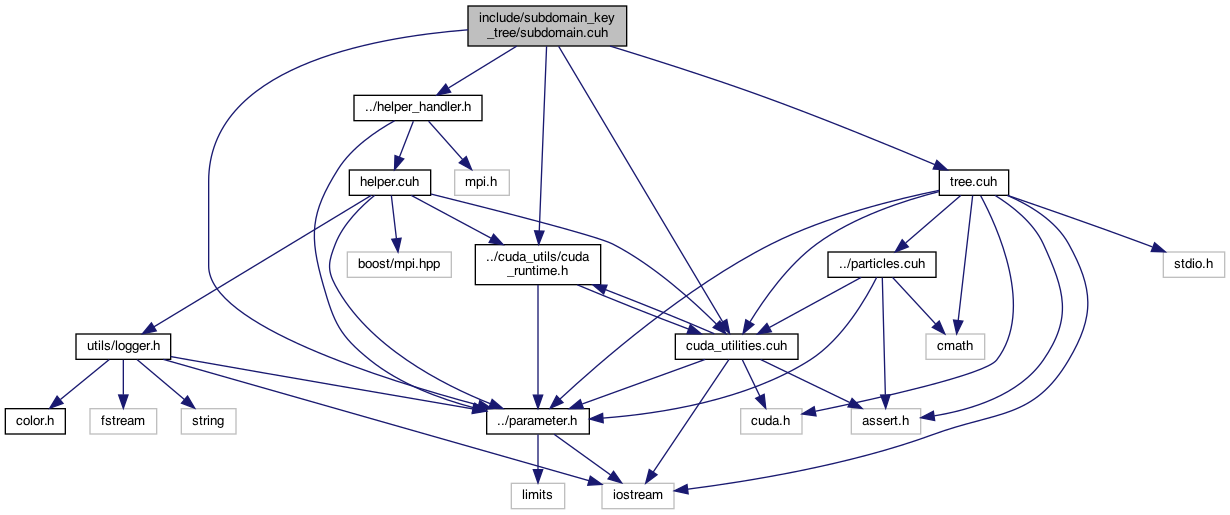 include/subdomain_key
_tree/subdomain.cuh
../helper_handler.h
helper.cuh
mpi.h
tree.cuh
boost/mpi.hpp
../cuda_utils/cuda
_runtime.h
../particles.cuh
stdio.h
utils/logger.h
cuda_utilities.cuh
cmath
color.h
fstream
string
../parameter.h
cuda.h
assert.h
limits
iostream